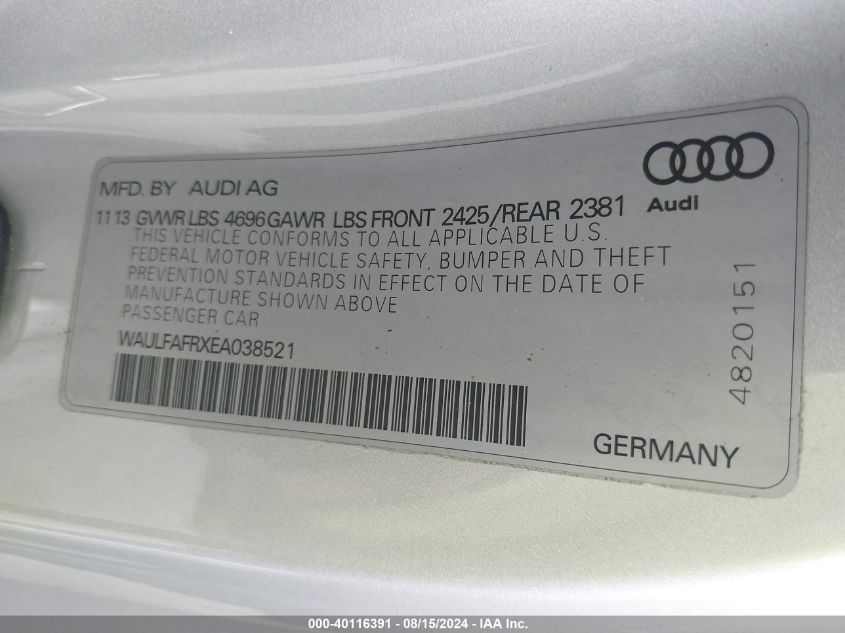 MFD. BY AUDI AG
Audi
1113 GVWR LBS 4696 GAWR LBS FRONT 2425/REAR 2381
THIS VEHICLE CONFORMS TO ALL APPLICABLE U.S.
FEDERAL MOTOR VEHICLE SAFETY, BUMPER AND THEFT
PREVENTION STANDARDS IN EFFECT ON THE DATE OF
MANUFACTURE SHOWN ABOVE
PASSENGER CAR
WAULFAFRXEA038521
4820151
GERMANY
000-40116391 - 08/15/2024 - IAA Inc.